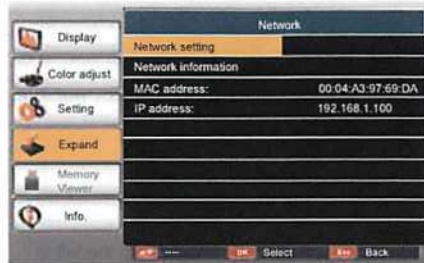 Network
Display
Network setting
Color adjust
Network information
MAC address: 00:04:A3:97:69:DA
Setting
IP address: 192.168.1.100
Expand
Memory
Viewer
Info.
---- OK Select Esc Back